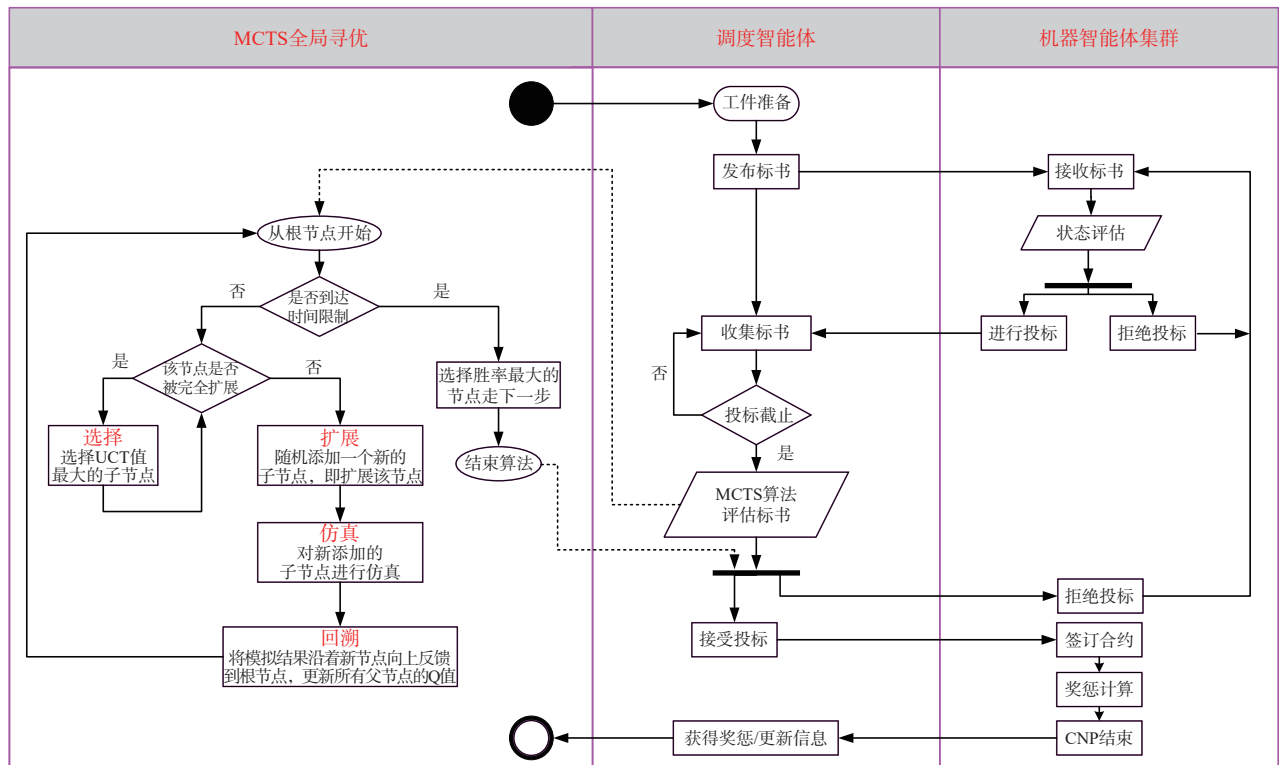 MCTS全局寻优
调度智能体
机器智能体集群
工件准备
发布标书
接收标书
从根节点开始
状态评估
是否到达
时间限制
否
是
收集标书
进行投标
拒绝投标
该节点是否
被完全扩展
是
否
选择胜率最大的
节点走下一步
否
投标截止
是
选择
选择UCT值
最大的子节点
扩展
随机添加一个新的
子节点，即扩展该节点
结束算法
MCTS算法
评估标书
仿真
对新添加的
子节点进行仿真
拒绝投标
回溯
将模拟结果沿着新节点向上反馈
到根节点，更新所有父节点的Q值
接受投标
签订合约
奖惩计算
获得奖惩/更新信息
CNP结束